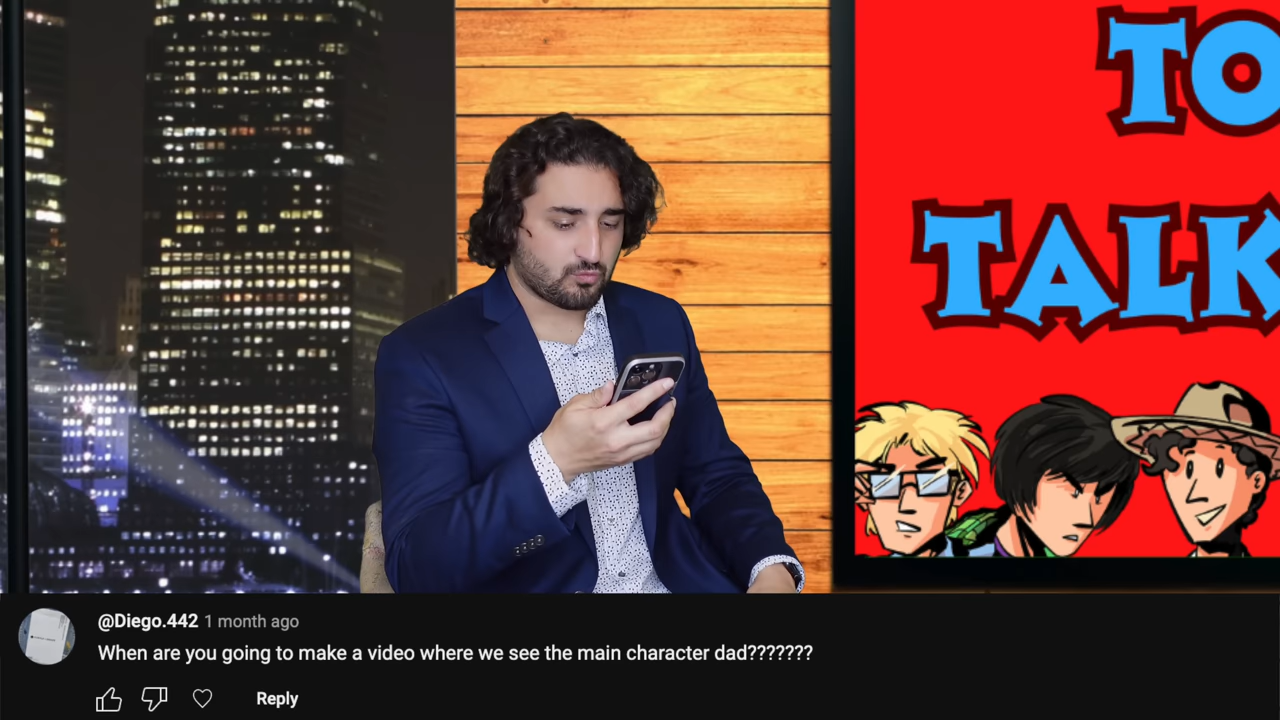 TO
TALK
@Diego.442 1 month ago
When are you going to make a video where we see the main character dad???????
Reply